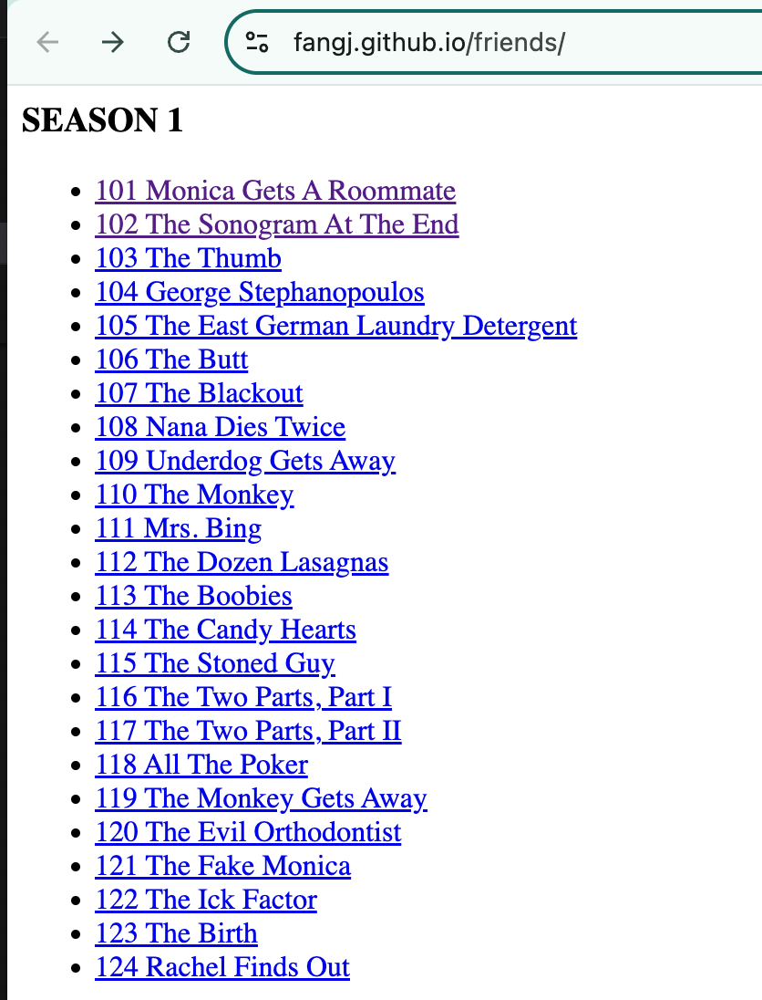 fangj.github.io/friends/
SEASON 1
101 Monica Gets A Roommate
102 The Sonogram At The End
103 The Thumb
104 George Stephanopoulos
105 The East German Laundry Detergent
106 The Butt
107 The Blackout
108 Nana Dies Twice
109 Underdog Gets Away
110 The Monkey
111 Mrs. Bing
112 The Dozen Lasagnas
113 The Boobies
114 The Candy Hearts
115 The Stoned Guy
116 The Two Parts, Part I
117 The Two Parts, Part II
118 All The Poker
119 The Monkey Gets Away
120 The Evil Orthodontist
121 The Fake Monica
122 The Ick Factor
123 The Birth
124 Rachel Finds Out